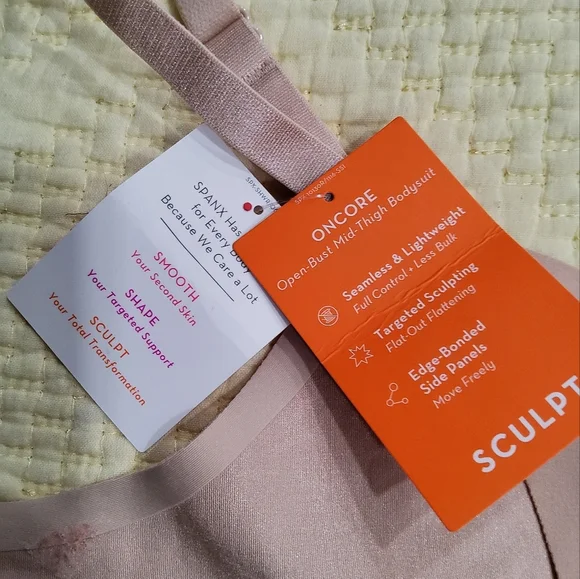 SPANX Has
for Every Body
Because We Care a Lot
SMOOTH
Your Second Skin
SHAPE
Your Targeted Support
SCULPT
Your Total Transformation
ONCORE
Open-Bust Mid-Thigh Bodysuit
Seamless & Lightweight
Full Control + Less Bulk
Targeted Sculpting
Flat-Out Flattening
Edge-Bonded
Side Panels
Move Freely
SCULPT